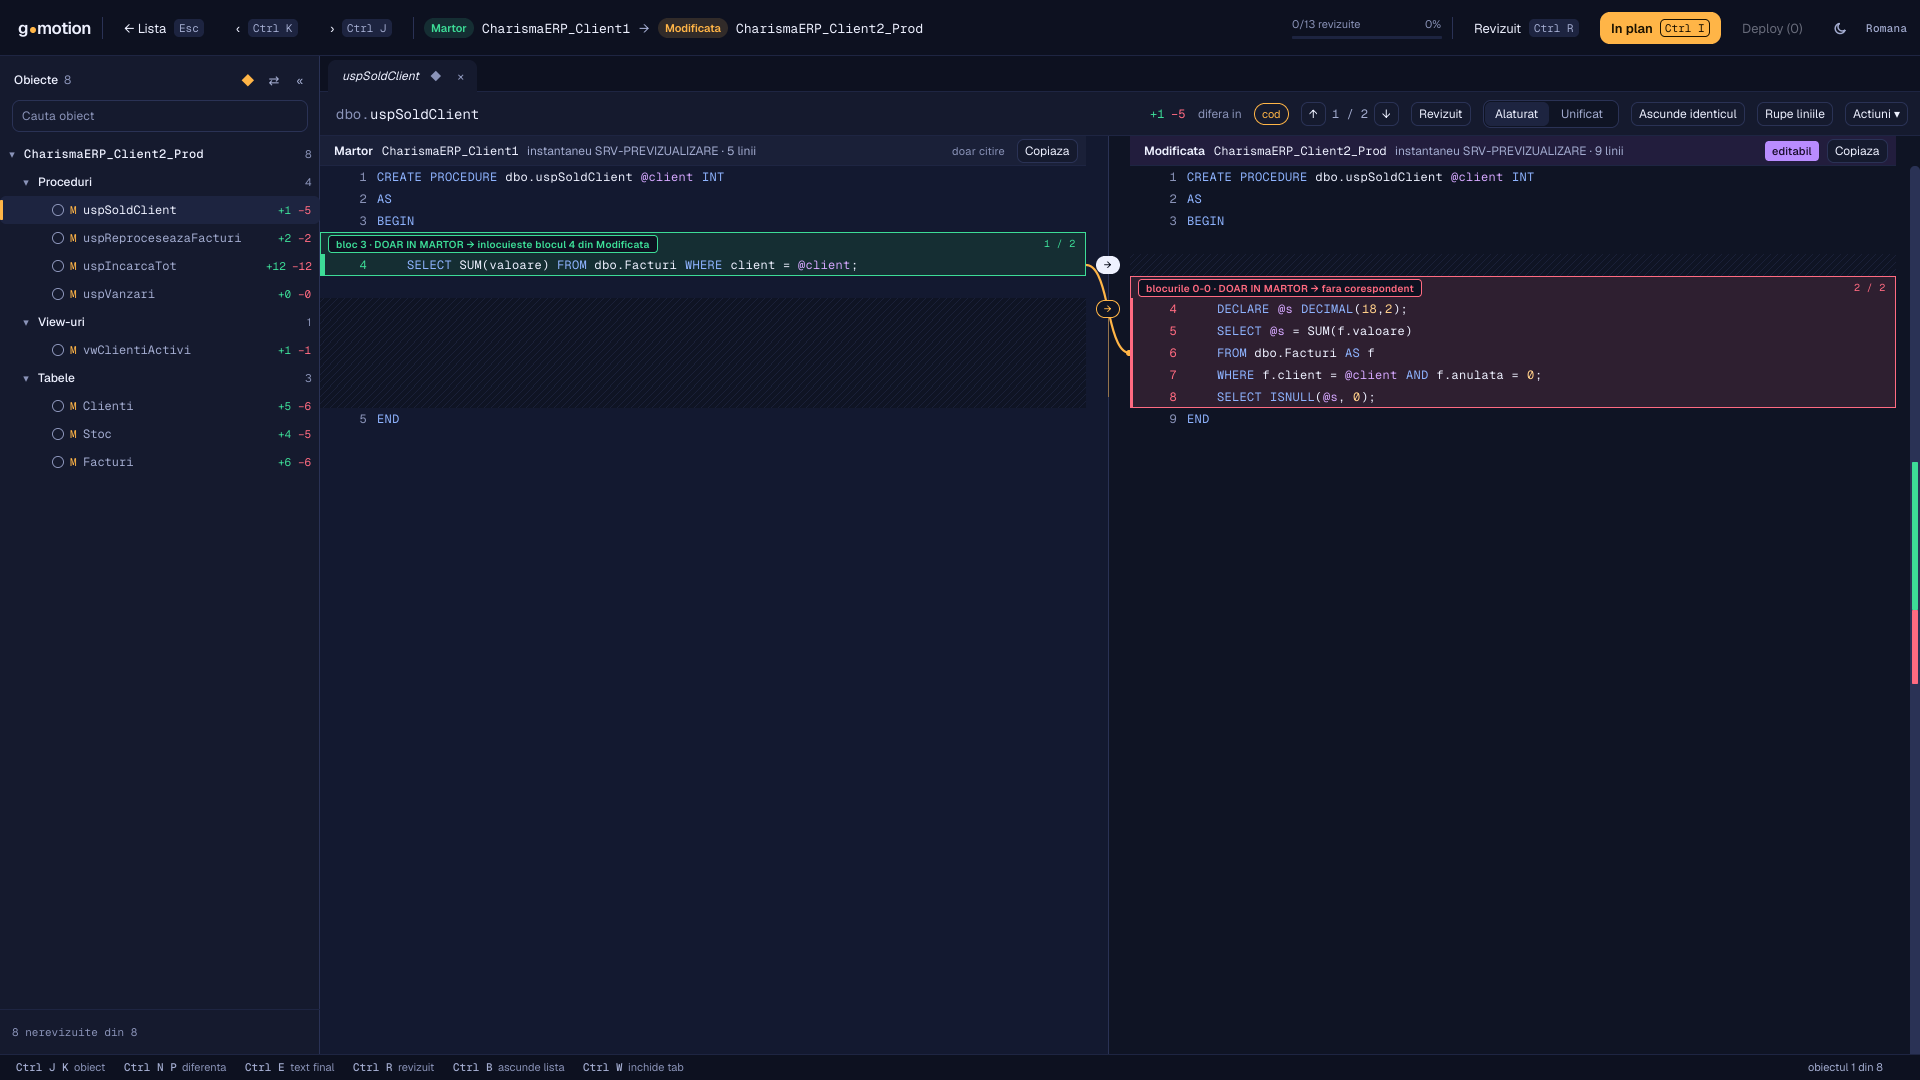 g•motion
← Lista Esc ‹ Ctrl K › Ctrl J
Martor CharismaERP_Client1 → Modificata CharismaERP_Client2_Prod
0/13 revizuite 0%
Revizuit Ctrl R In plan Ctrl I Deploy (0) Romana
Obiecte 8 ⇄ «
Cauta obiect
▾ CharismaERP_Client2_Prod 8
▾ Proceduri 4
M uspSoldClient +1 −5
M uspReproceseazaFacturi +2 −2
M uspIncarcaTot +12 −12
M uspVanzari +0 −0
▾ View-uri 1
M vwClientiActivi +1 −1
▾ Tabele 3
M Clienti +5 −6
M Stoc +4 −5
M Facturi +6 −6
8 nerevizuite din 8
uspSoldClient ◆ ×
dbo.uspSoldClient
+1 −5 difera in cod ↑ 1 / 2 ↓ Revizuit Alaturat Unificat Ascunde identicul Rupe liniile Actiuni ▾
Martor CharismaERP_Client1 instantaneu SRV-PREVIZUALIZARE · 5 linii doar citire Copiaza
1 CREATE PROCEDURE dbo.uspSoldClient @client INT
2 AS
3 BEGIN
bloc 3 · DOAR IN MARTOR → inlocuieste blocul 4 din Modificata 1 / 2
4 SELECT SUM(valoare) FROM dbo.Facturi WHERE client = @client;
5 END
→
→
Modificata CharismaERP_Client2_Prod instantaneu SRV-PREVIZUALIZARE · 9 linii editabil Copiaza
1 CREATE PROCEDURE dbo.uspSoldClient @client INT
2 AS
3 BEGIN
blocurile 0-0 · DOAR IN MARTOR → fara corespondent 2 / 2
4 DECLARE @s DECIMAL(18,2);
5 SELECT @s = SUM(f.valoare)
6 FROM dbo.Facturi AS f
7 WHERE f.client = @client AND f.anulata = 0;
8 SELECT ISNULL(@s, 0);
9 END
Ctrl J K obiect Ctrl N P diferenta Ctrl E text final Ctrl R revizuit Ctrl B ascunde lista Ctrl W inchide tab
obiectul 1 din 8